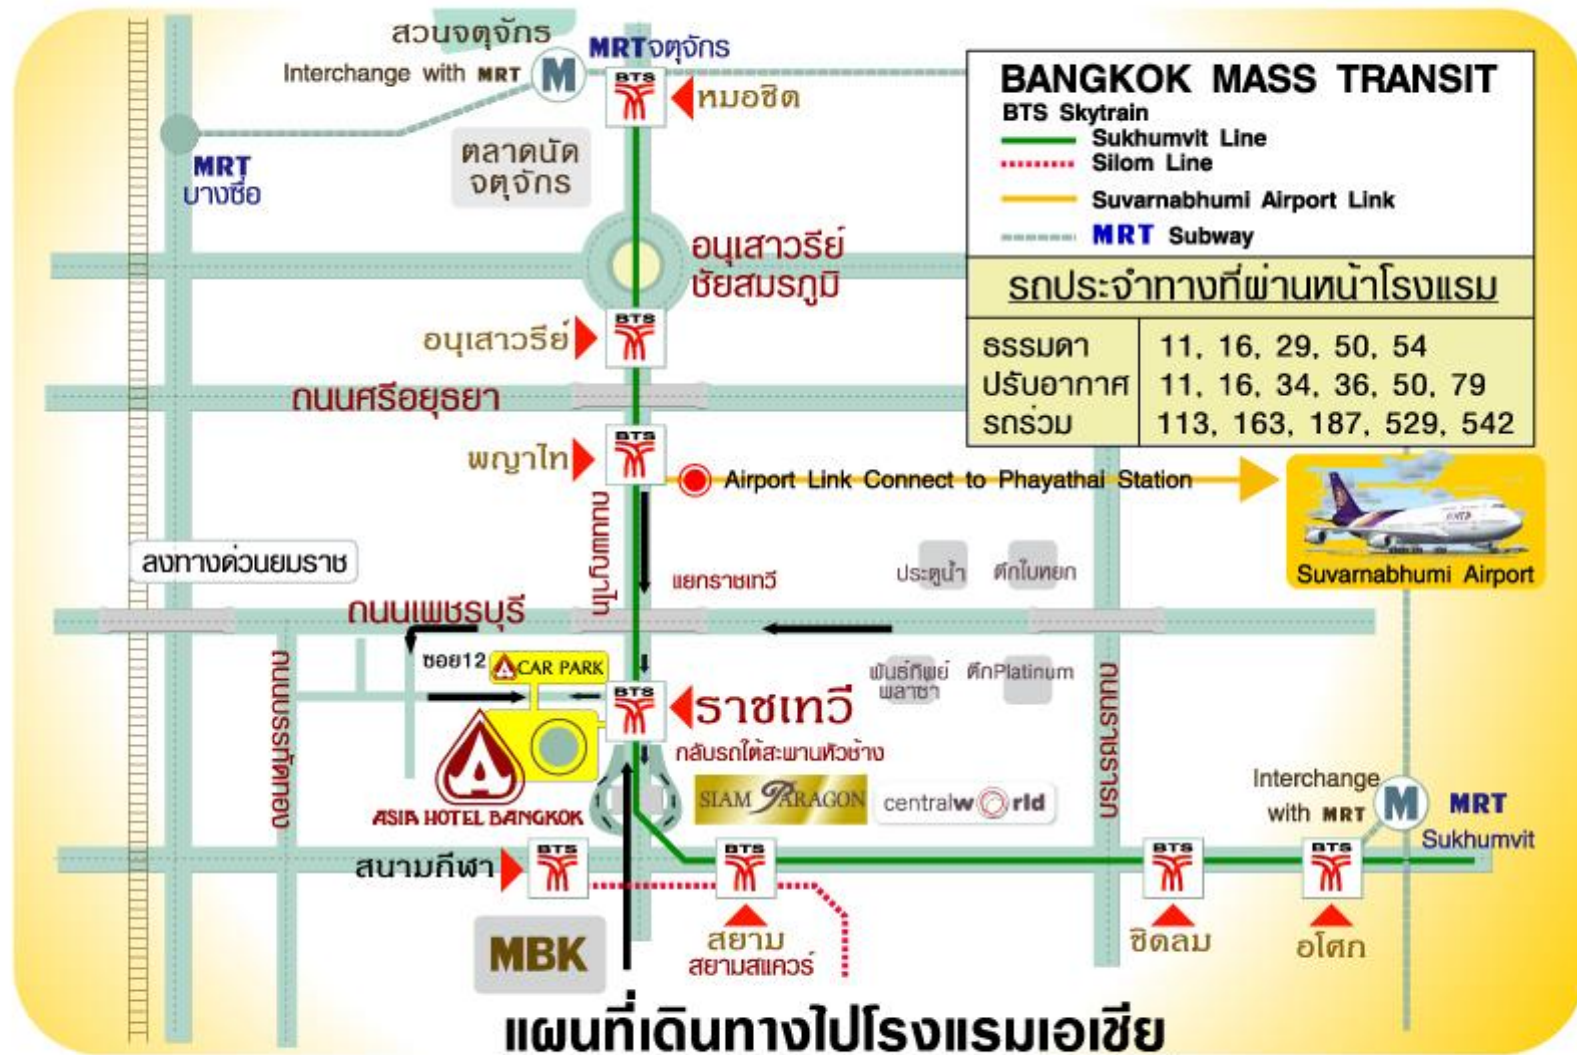 สวนจตุจักร
Interchange with MRT
M
MRTจตุจักร
BTS
หมอชิต
MRT
บางซื่อ
ตลาดนัด
จตุจักร
BANGKOK MASS TRANSIT
BTS Skytrain
Sukhumvit Line
Silom Line
Suvarnabhumi Airport Link
MRT Subway
รถประจำทางที่ผ่านหน้าโรงแรม
ธรรมดา 11, 16, 29, 50, 54
ปรับอากาศ 11, 16, 34, 36, 50, 79
รถร่วม 113, 163, 187, 529, 542
อนุเสาวรีย์
ชัยสมรภูมิ
อนุเสาวรีย์
BTS
ถนนศรีอยุธยา
พญาไท
BTS
Airport Link Connect to Phayathai Station
Suvarnabhumi Airport
ถนนพญาไท
ลงทางด่วนยมราช
แยกราชเทวี
ประตูน้ำ
ตึกใบหยก
ถนนเพชรบุรี
ซอย12
CAR PARK
BTS
ราชเทวี
กลับรถใต้สะพานหัวช้าง
พันธ์ทิพย์
พลาซา
ตึกPlatinum
ถนนบรรทัดทอง
ถนนราชปรารถ
ASIA HOTEL BANGKOK
SIAM PARAGON
centralworld
Interchange
with MRT
M
MRT
Sukhumvit
สนามกีฬา
BTS
BTS
BTS
BTS
MBK
สยาม
สยามสแควร์
ชิดลม
อโศก
แผนที่เดินทางไปโรงแรมเอเชีย